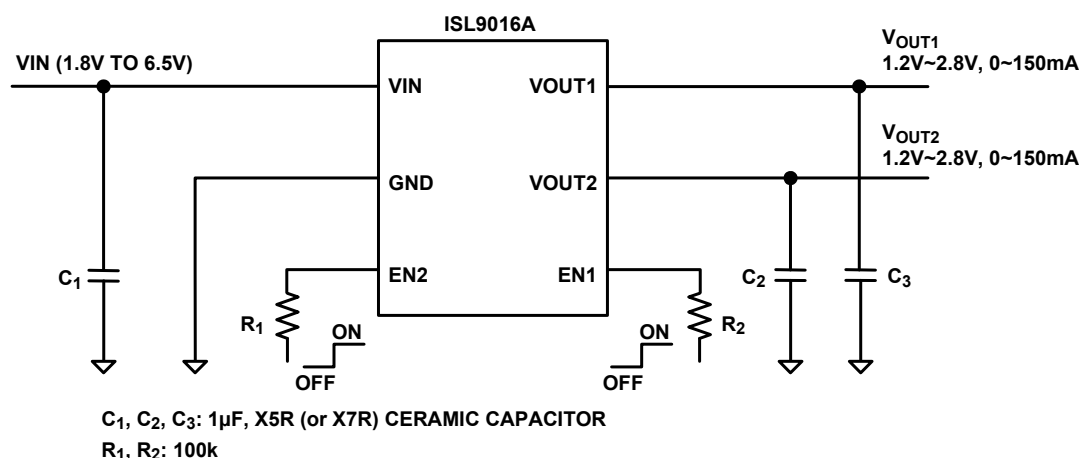 ISL9016A
VIN (1.8V TO 6.5V)
VIN
VOUT1
VOUT1
1.2V~2.8V, 0~150mA
GND
VOUT2
VOUT2
1.2V~2.8V, 0~150mA
EN2
EN1
C1
R1
ON
OFF
ON
OFF
R2
C2
C3
C1, C2, C3: 1µF, X5R (or X7R) CERAMIC CAPACITOR
R1, R2: 100k